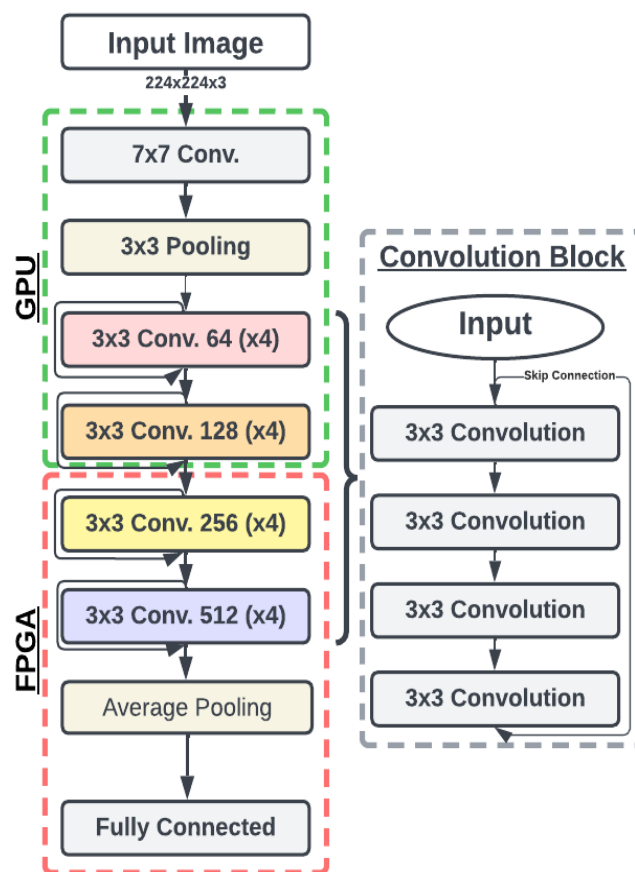 Input Image
224x224x3
GPU
7x7 Conv.
3x3 Pooling
3x3 Conv. 64 (x4)
3x3 Conv. 128 (x4)
FPGA
3x3 Conv. 256 (x4)
3x3 Conv. 512 (x4)
Average Pooling
Fully Connected
Convolution Block
Input
Skip Connection
3x3 Convolution
3x3 Convolution
3x3 Convolution
3x3 Convolution